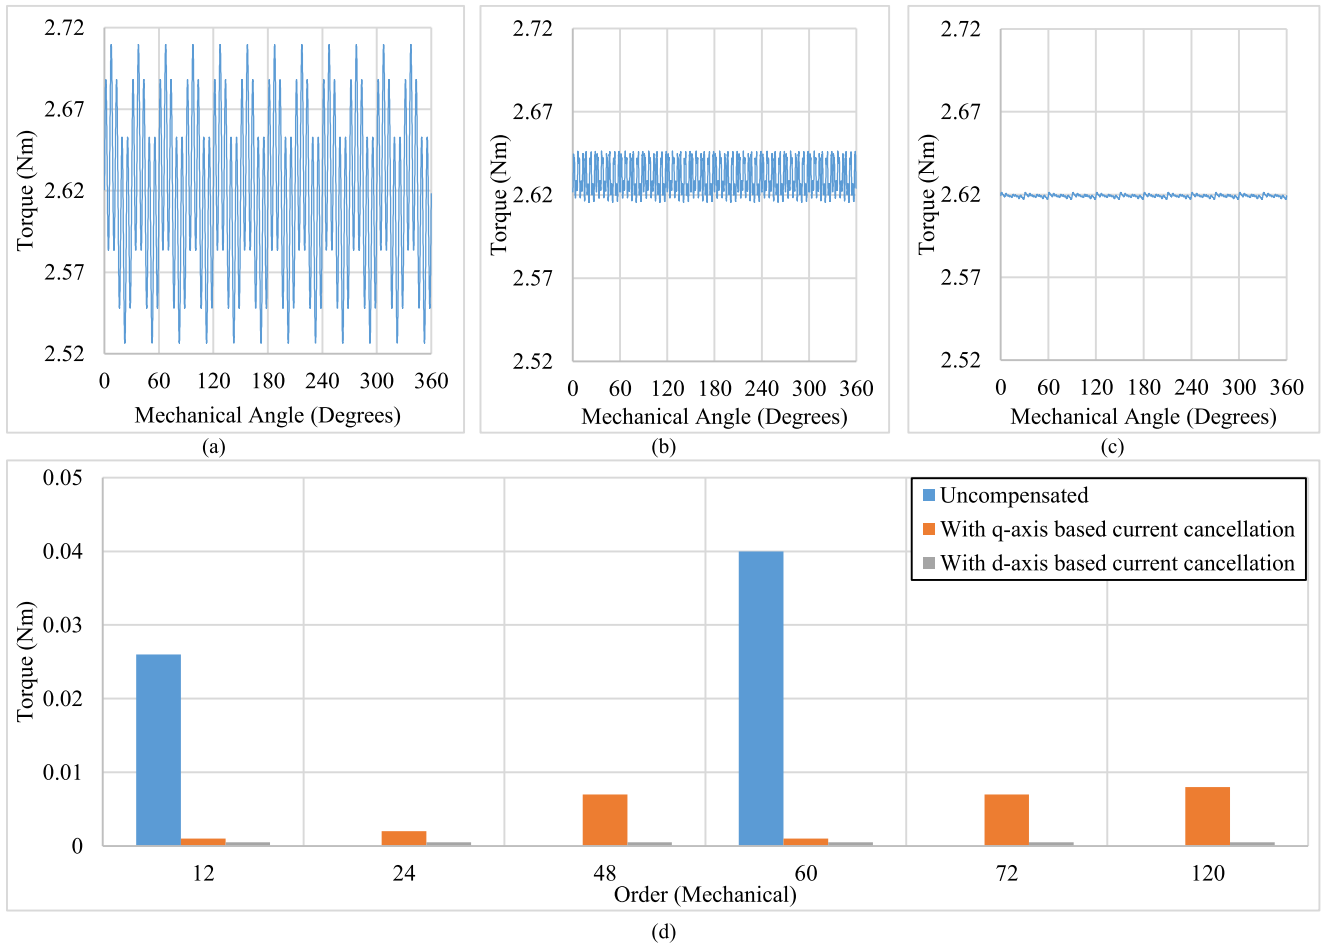 2.72
2.67
2.62
2.57
2.52
Torque (Nm)
0 60 120 180 240 300 360
Mechanical Angle (Degrees)
(a)
2.72
2.67
2.62
2.57
2.52
Torque (Nm)
0 60 120 180 240 300 360
Mechanical Angle (Degrees)
(b)
2.72
2.67
2.62
2.57
2.52
Torque (Nm)
0 60 120 180 240 300 360
Mechanical Angle (Degrees)
(c)
0.05
0.04
0.03
0.02
0.01
0
Torque (Nm)
Uncompensated
With q-axis based current cancellation
With d-axis based current cancellation
12 24 48 60 72 120
Order (Mechanical)
(d)